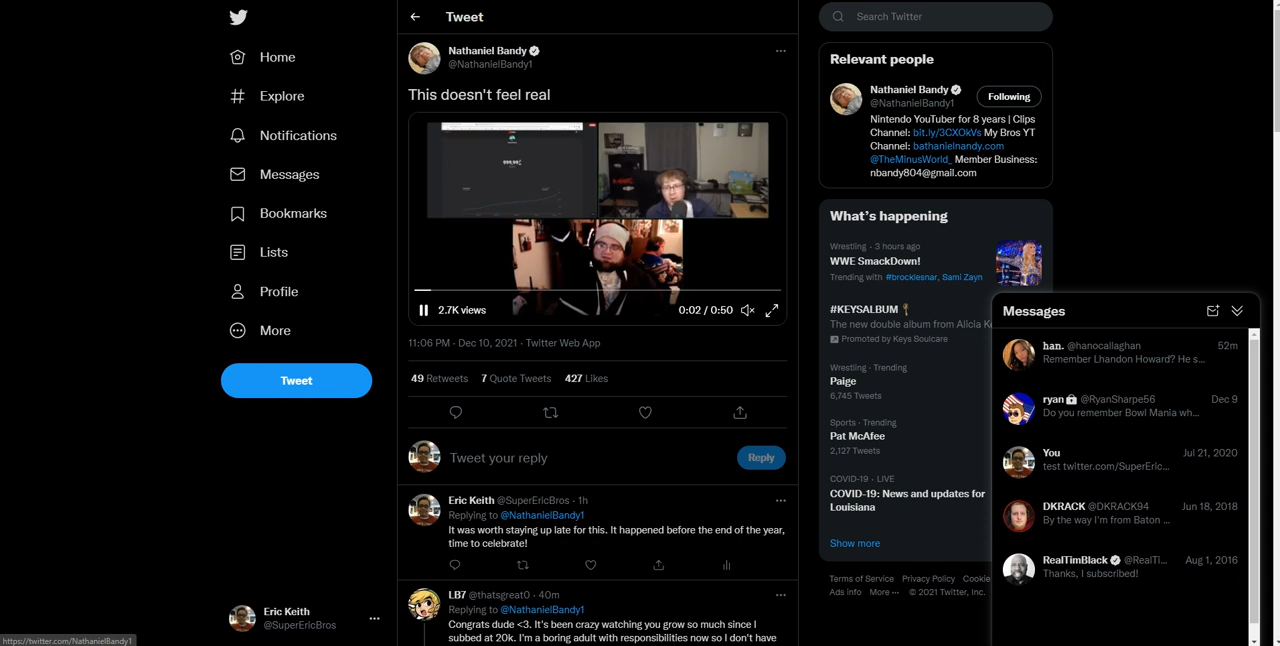 Home
Explore
Notifications
Messages
Bookmarks
Lists
Profile
More
Tweet
Eric Keith
@SuperEricBros
https://twitter.com/NathanielBandy1
Tweet
Nathaniel Bandy
@NathanielBandy1
This doesn't feel real
2.7K views
0:02 / 0:50
11:06 PM · Dec 10, 2021 · Twitter Web App
49 Retweets 7 Quote Tweets 427 Likes
Tweet your reply
Reply
Eric Keith @SuperEricBros · 1h
Replying to @NathanielBandy1
It was worth staying up late for this. It happened before the end of the year,
time to celebrate!
LB7 @thatsgreat0 · 40m
Replying to @NathanielBandy1
Congrats dude <3. It's been crazy watching you grow so much since I
subbed at 20k. I'm a boring adult with responsibilities now so I don't have
Search Twitter
Relevant people
Nathaniel Bandy
@NathanielBandy1
Following
Nintendo YouTuber for 8 years | Clips
Channel: bit.ly/3CXOkVs My Bros YT
Channel: bathanielnandy.com
@TheMinusWorld_ Member Business:
nbandy804@gmail.com
What's happening
Wrestling · 3 hours ago
WWE SmackDown!
Trending with #brocklesnar, Sami Zayn
#KEYSALBUM
The new double album from Alicia Ke
Promoted by Keys Soulcare
Wrestling · Trending
Paige
6,745 Tweets
Sports · Trending
Pat McAfee
2,127 Tweets
COVID-19 · LIVE
COVID-19: News and updates for
Louisiana
Show more
Terms of Service Privacy Policy Cookie
Ads info More ··· © 2021 Twitter, Inc.
Messages
han. @hanocallaghan 52m
Remember Lhandon Howard? He s...
ryan @RyanSharpe56 Dec 9
Do you remember Bowl Mania wh...
You Jul 21, 2020
test twitter.com/SuperEric...
DKRACK @DKRACK94 Jun 18, 2018
By the way I'm from Baton ...
RealTimBlack @RealTi... Aug 1, 2016
Thanks, I subscribed!